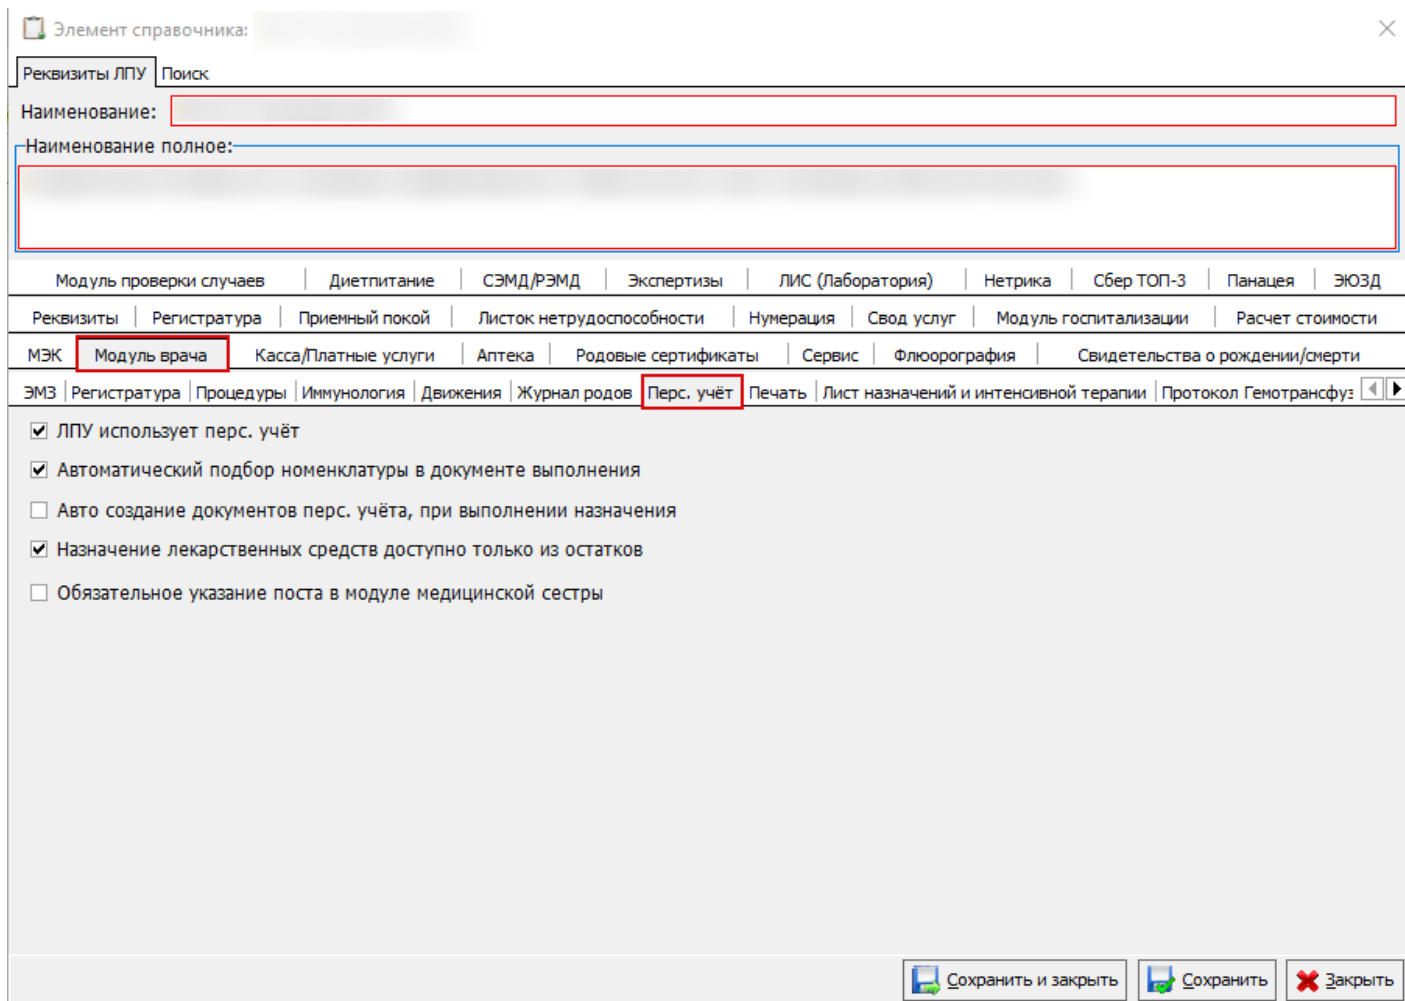 Элемент справочника:
Реквизиты ЛПУ Поиск
Наименование:
Наименование полное:
Модуль проверки случаев Диетпитание СЭМД/РЭМД Экспертизы ЛИС (Лаборатория) Нетрика Сбер ТОП-3 Панацея ЭЮЗД
Реквизиты Регистратура Приемный покой Листок нетрудоспособности Нумерация Свод услуг Модуль госпитализации Расчет стоимости
МЭК Модуль врача Касса/Платные услуги Аптека Родовые сертификаты Сервис Флюорография Свидетельства о рождении/смерти
ЭМЗ Регистратура Процедуры Иммунология Движения Журнал родов Перс. учёт Печать Лист назначений и интенсивной терапии Протокол Гемотрансфуз
ЛПУ использует перс. учёт
Автоматический подбор номенклатуры в документе выполнения
Авто создание документов перс. учёта, при выполнении назначения
Назначение лекарственных средств доступно только из остатков
Обязательное указание поста в модуле медицинской сестры
Сохранить и закрыть Сохранить Закрыть